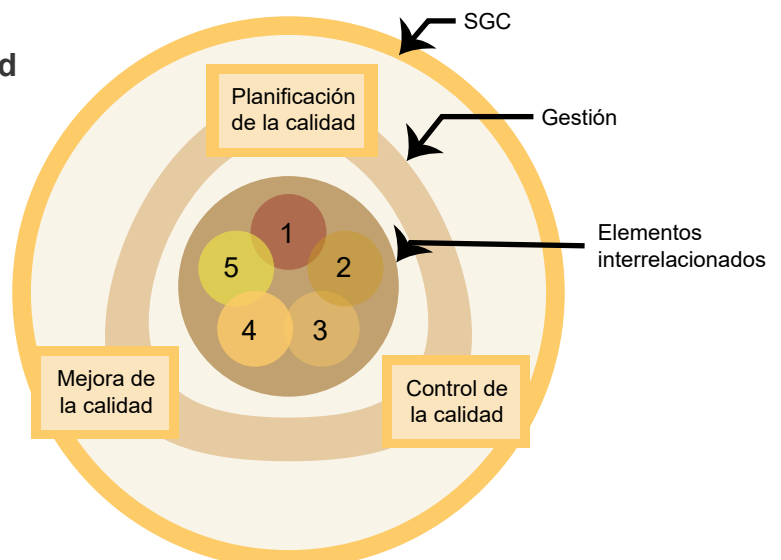 SGC
d
Planificación
de la calidad
Gestión
1
Elementos
interrelacionados
5
2
4
3
Mejora de
la calidad
Control de
la calidad